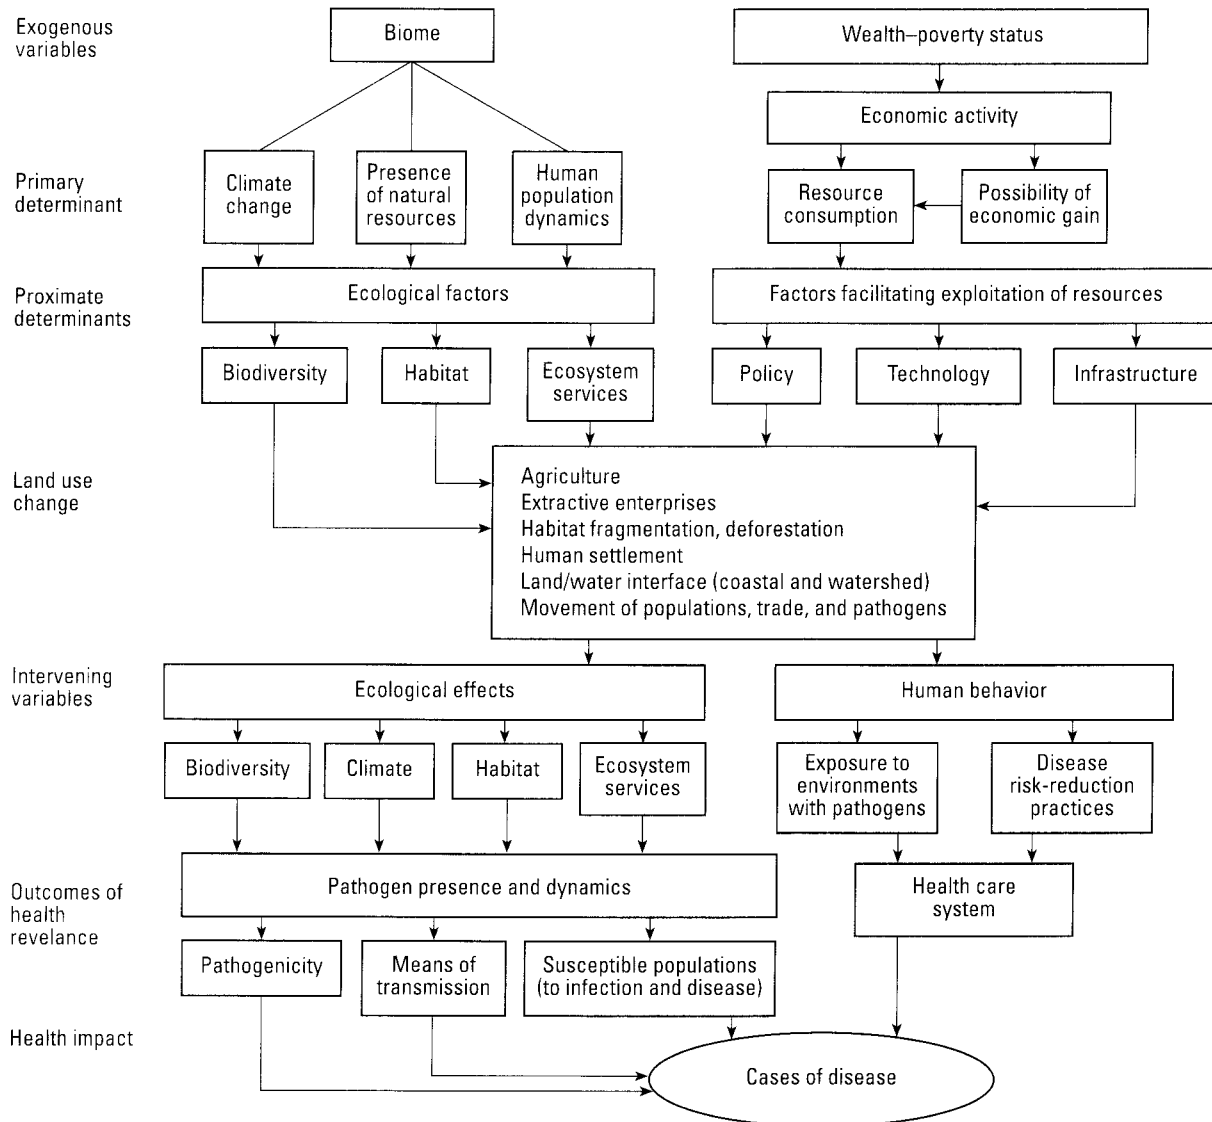 Exogenous
variables
Biome
Wealth–poverty status
Economic activity
Primary
determinant
Climate
change
Presence
of natural
resources
Human
population
dynamics
Resource
consumption
Possibility of
economic gain
Proximate
determinants
Ecological factors
Factors facilitating exploitation of resources
Biodiversity
Habitat
Ecosystem
services
Policy
Technology
Infrastructure
Land use
change
Agriculture
Extractive enterprises
Habitat fragmentation, deforestation
Human settlement
Land/water interface (coastal and watershed)
Movement of populations, trade, and pathogens
Intervening
variables
Ecological effects
Human behavior
Biodiversity
Climate
Habitat
Ecosystem
services
Exposure to
environments
with pathogens
Disease
risk-reduction
practices
Outcomes of
health
revelance
Pathogen presence and dynamics
Health care
system
Pathogenicity
Means of
transmission
Susceptible populations
(to infection and disease)
Health impact
Cases of disease